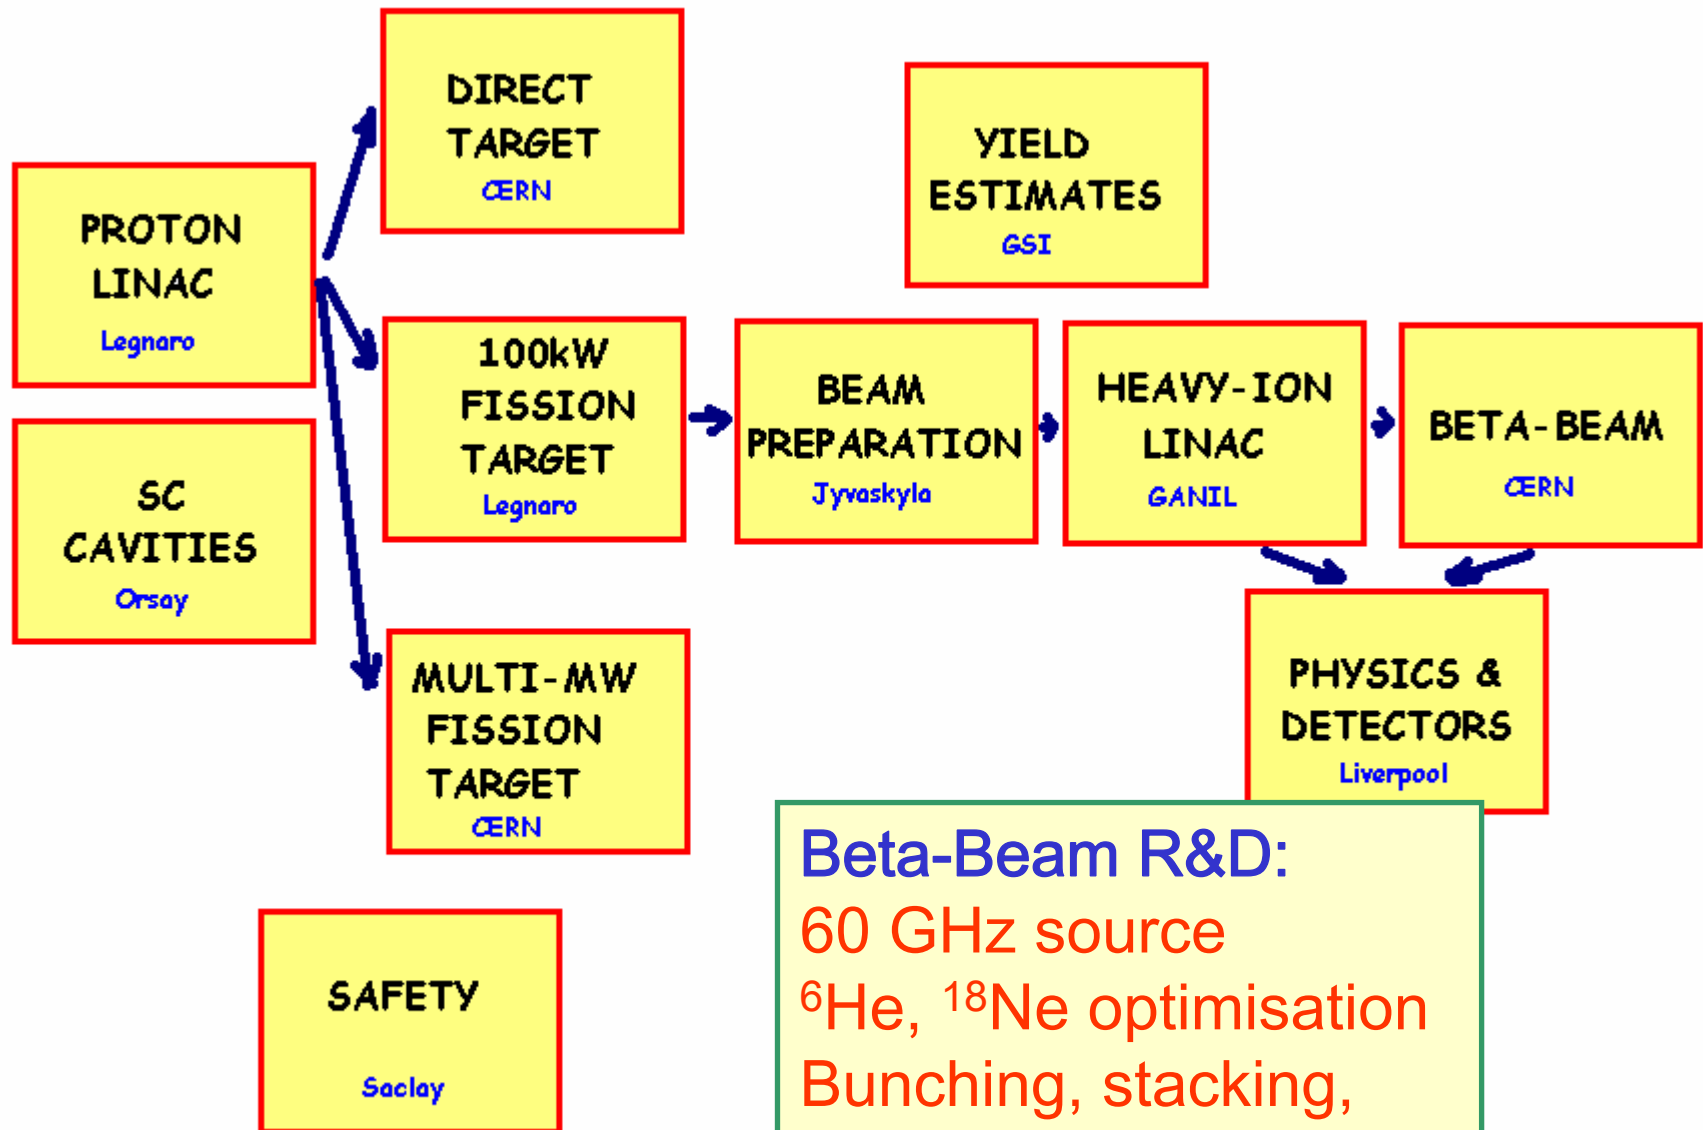 DIRECT
TARGET
CERN
YIELD
ESTIMATES
GSI
PROTON
LINAC
Legnaro
100kW
FISSION
TARGET
Legnaro
BEAM
PREPARATION
Jyvaskyla
HEAVY-ION
LINAC
GANIL
BETA-BEAM
CERN
SC
CAVITIES
Orsay
MULTI-MW
FISSION
TARGET
CERN
PHYSICS &
DETECTORS
Liverpool
SAFETY
Saclay
Beta-Beam R&D:
60 GHz source
⁶He, ¹⁸Ne optimisation
Bunching, stacking,